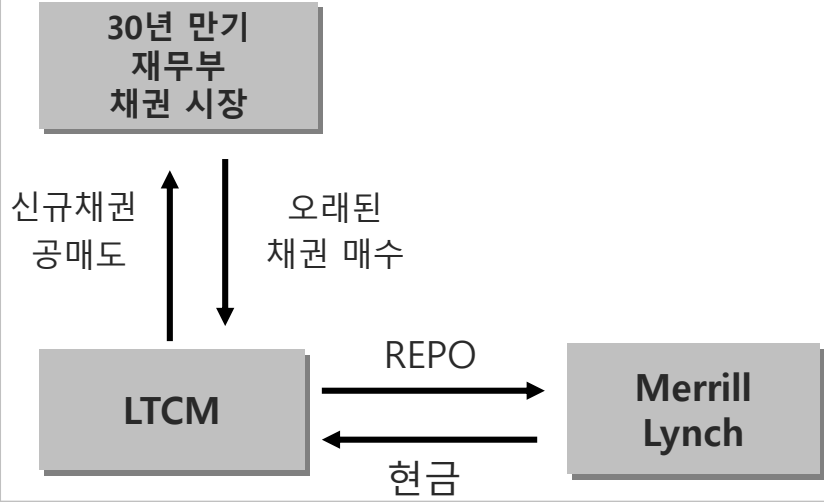 30년 만기
재무부
채권 시장
신규채권
공매도
오래된
채권 매수
LTCM
REPO
현금
Merrill
Lynch